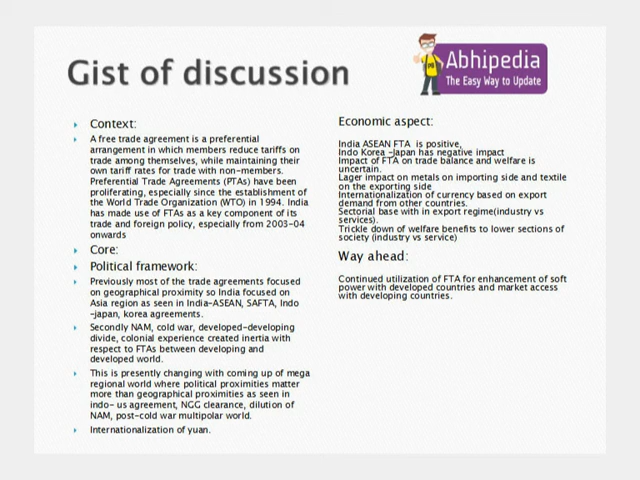 Gist of discussion
Abhipedia
The Easy Way to Update
Context:
A free trade agreement is a preferential
arrangement in which members reduce tariffs on
trade among themselves, while maintaining their
own tariff rates for trade with non-members.
Preferential Trade Agreements (PTAs) have been
proliferating, especially since the establishment of
the World Trade Organization (WTO) in 1994. India
has made use of FTAs as a key component of its
trade and foreign policy, especially from 2003-04
onwards
Core:
Political framework:
Previously most of the trade agreements focused
on geographical proximity so India focused on
Asia region as seen in India-ASEAN, SAFTA, Indo
-japan, korea agreements.
Secondly NAM, cold war, developed-developing
divide, colonial experience created inertia with
respect to FTAs between developing and
developed world.
This is presently changing with coming up of mega
regional world where political proximities matter
more than geographical proximities as seen in
indo- us agreement, NGG clearance, dilution of
NAM, post-cold war multipolar world.
Internationalization of yuan.
Economic aspect:
India ASEAN FTA is positive,
Indo Korea -Japan has negative impact
Impact of FTA on trade balance and welfare is
uncertain.
Lager impact on metals on importing side and textile
on the exporting side
Internationalization of currency based on export
demand from other countries.
Sectorial base with in export regime(industry vs
services).
Trickle down of welfare benefits to lower sections of
society (industry vs service)
Way ahead:
Continued utilization of FTA for enhancement of soft
power with developed countries and market access
with developing countries.